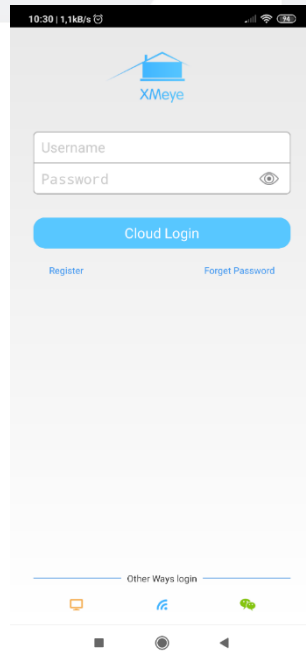 10:30 | 1,1kB/s
94
XMeye
Username
Password
Cloud Login
Register Forget Password
Other Ways login